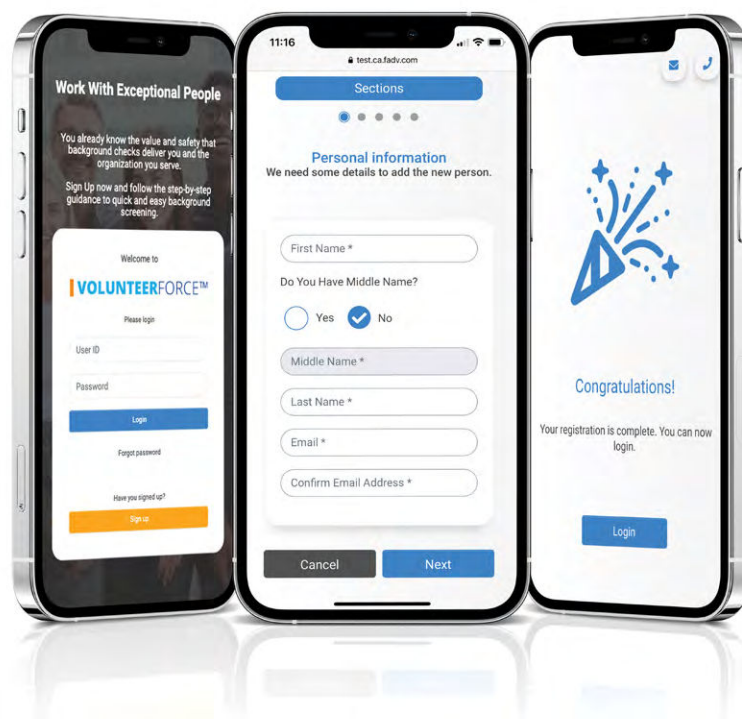 Work With Exceptional People
You already know the value and safety that
background checks deliver you and the
organization you serve.
Sign Up now and follow the step-by-step
guidance to quick and easy background
screening.
Welcome to
VOLUNTEERFORCE™
Please login
User ID
Password
Login
Forgot password
Have you signed up?
Sign up
11:16
test.ca.fadv.com
Sections
Personal information
We need some details to add the new person.
First Name *
Do You Have Middle Name?
Yes No
Middle Name *
Last Name *
Email *
Confirm Email Address *
Cancel Next
Congratulations!
Your registration is complete. You can now
login.
Login